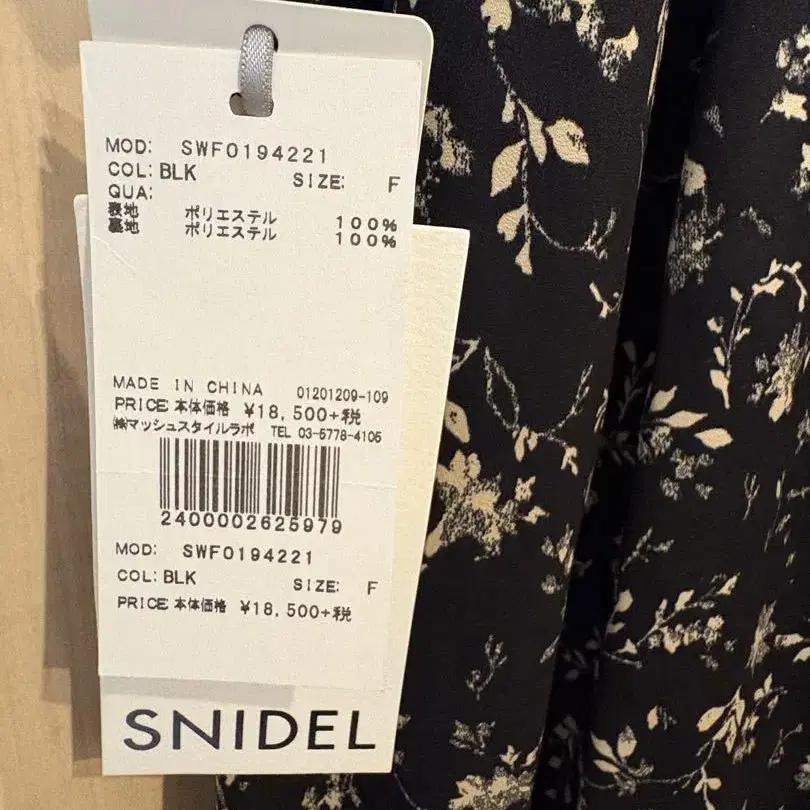 MOD: SWF0194221
COL: BLK SIZE: F
QUA:
表地 ポリエステル 100%
裏地 ポリエステル 100%
MADE IN CHINA 01201209-109
PRICE 本体価格 ¥18,500+税
㈱マッシュスタイルラボ TEL 03-5778-4105
2400002625979
MOD: SWF0194221
COL: BLK SIZE: F
PRICE 本体価格 ¥18,500+税
SNIDEL